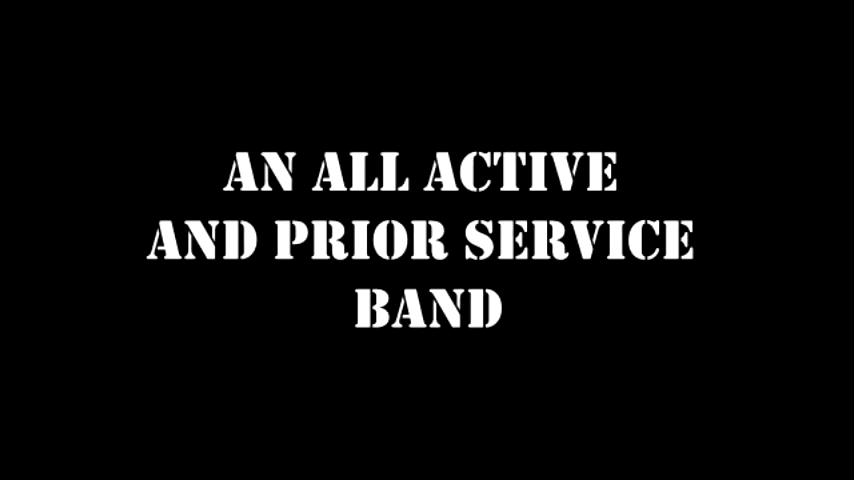 AN ALL ACTIVE
AND PRIOR SERVICE
BAND